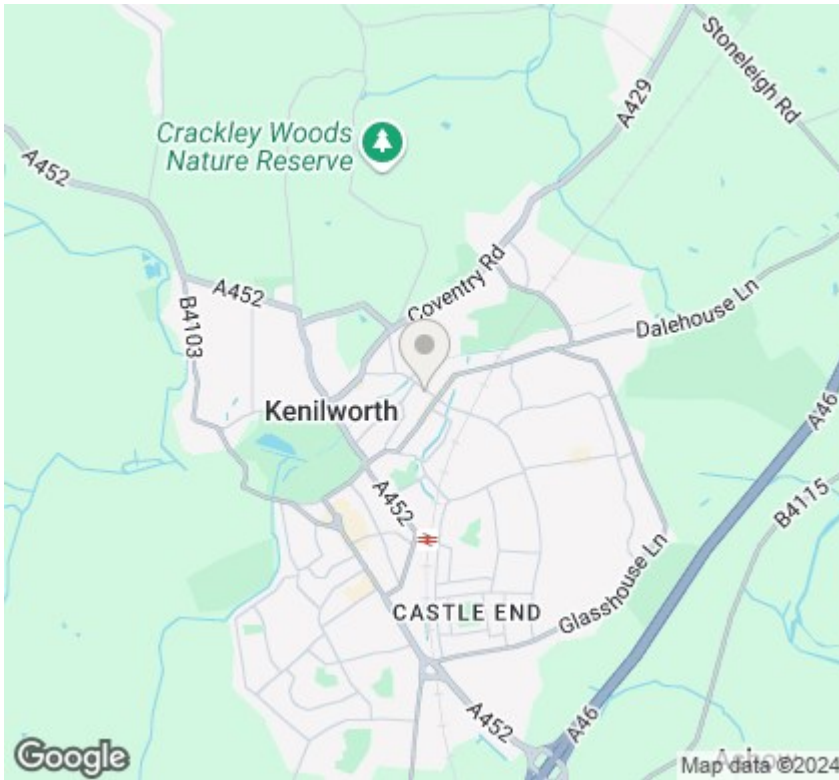 Stoneleigh Rd
A429
Crackley Woods
Nature Reserve
A452
A452
Coventry Rd
B4103
Dalehouse Ln
Kenilworth
A46
A452
B4115
Glasshouse Ln
CASTLE END
A452
A46
Google
Map data ©2024